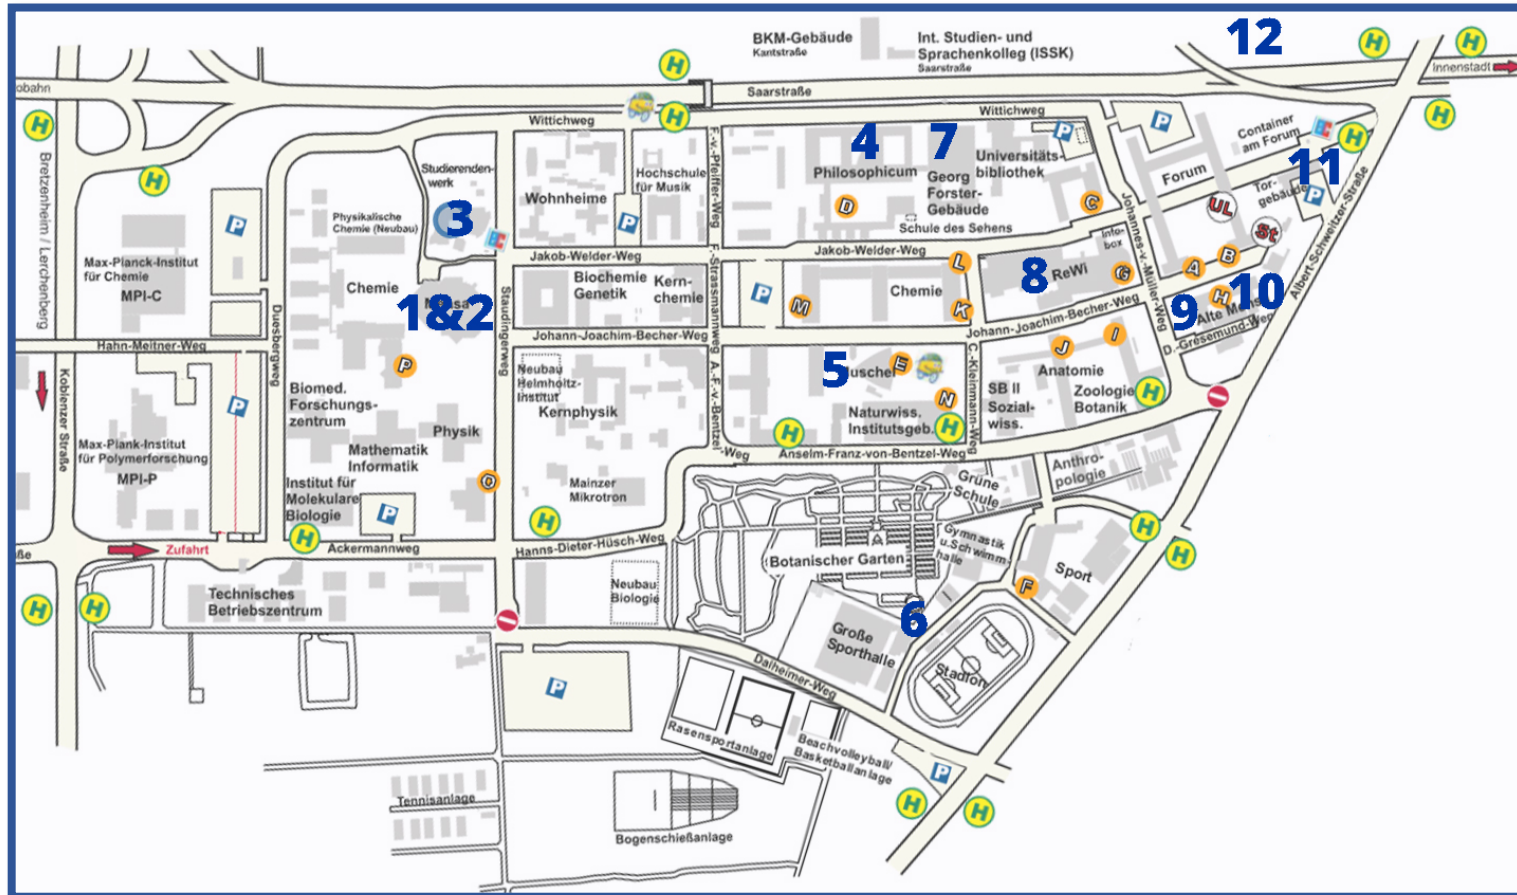 BKM-Gebäude
Kantstraße
Int. Studien- und
Sprachenkolleg (ISSK)
Saarstraße
12
H
H
H
Innenstadt
obahn
Saarstraße
H
H
H
H
H
Wittichweg
Wittichweg
P
P
Container
am Forum
H
Bretzenheim / Lerchenberg
F.-v.-Pfeiffer-Weg
4
7
Philosophicum
Universitäts-
bibliothek
Georg
Forster-
Gebäude
Forum
11
Tor-
gebäude
P
Studierenden-
werk
Hochschule
für Musik
Wohnheime
P
P
3
Physikalische
Chemie (Neubau)
D
C
UL
St
Schule des Sehens
Johannes-v.-Müller-Weg
Albert-Schweitzer-Straße
Info-
box
Jakob-Welder-Weg
Jakob-Welder-Weg
Max-Planck-Institut
für Chemie
MPI-C
Chemie
1&2
Biochemie
Genetik
Kern-
chemie
F.-Strassmannweg
P
M
Chemie
L
K
8
ReWi
G
A
B
H
9
10
Alte Mensa
D.-Gresemund-Weg
Staudingerweg
Duesbergweg
Johann-Joachim-Becher-Weg
Johann-Joachim-Becher-Weg
Hahn-Meitner-Weg
Koblenzer Straße
P
P
Neubau
Helmholtz-
Institut
Kernphysik
A.-F.-v.-Bentzel
-Weg
5
Muschel
E
N
J
I
Anatomie
Zoologie
Botanik
H
SB II
Sozial-
wiss.
C.-Kleinmann-Weg
Biomed.
Forschungs-
zentrum
Physik
Mathematik
Informatik
Naturwiss.
Institutsgeb.
H
H
Anselm-Franz-von-Bentzel-Weg
Max-Plank-Institut
für Polymerforschung
MPI-P
Institut für
Molekulare
Biologie
O
P
Mainzer
Mikrotron
Grüne
Schule
Anthro-
pologie
H
H
H
H
Zufahrt
Ackermannweg
Hanns-Dieter-Hüsch-Weg
Gymnastik
u.Schwimm-
halle
Botanischer Garten
Sport
F
ße
H
H
Technisches
Betriebszentrum
Neubau
Biologie
6
Große
Sporthalle
Stadion
Dalheimer-Weg
P
Rasensportanlage
Beachvolleyball/
Basketballanlage
P
H
H
Tennisanlage
Bogenschießanlage